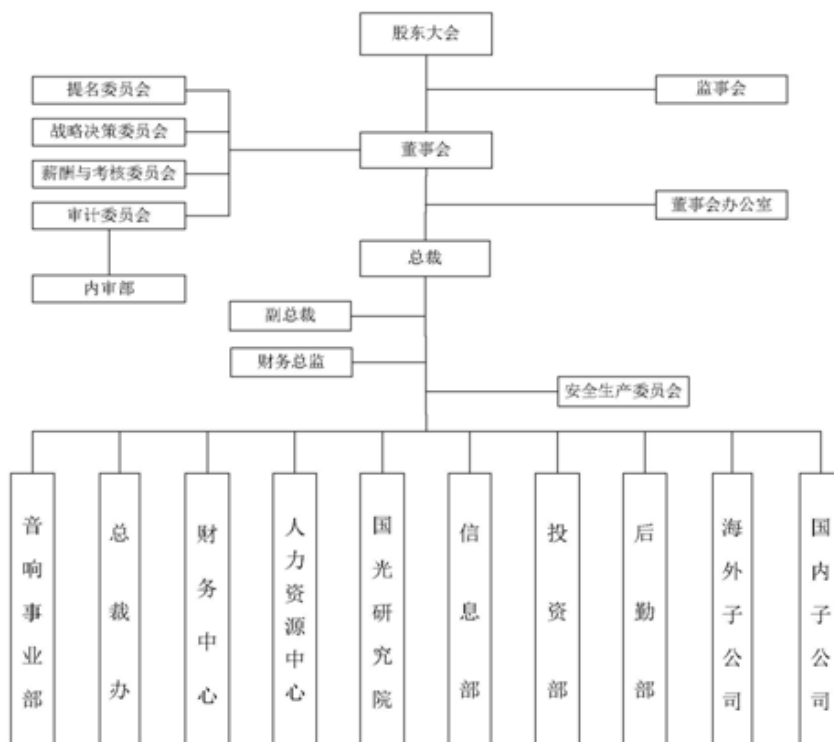 股东大会
提名委员会
监事会
战略决策委员会
董事会
薪酬与考核委员会
审计委员会
董事会办公室
总裁
内审部
副总裁
财务总监
安全生产委员会
音响事业部
总裁办
财务中心
人力资源中心
国光研究院
信息部
投资部
后勤部
海外子公司
国内子公司